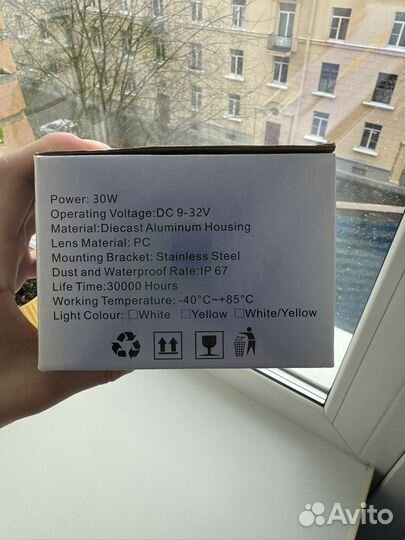 Power: 30W
Operating Voltage:DC 9-32V
Material:Diecast Aluminum Housing
Lens Material: PC
Mounting Bracket: Stainless Steel
Dust and Waterproof Rate:IP 67
Life Time:30000 Hours
Working Temperature: -40°C~+85°C
Light Colour: □White □Yellow □White/Yellow
Avito